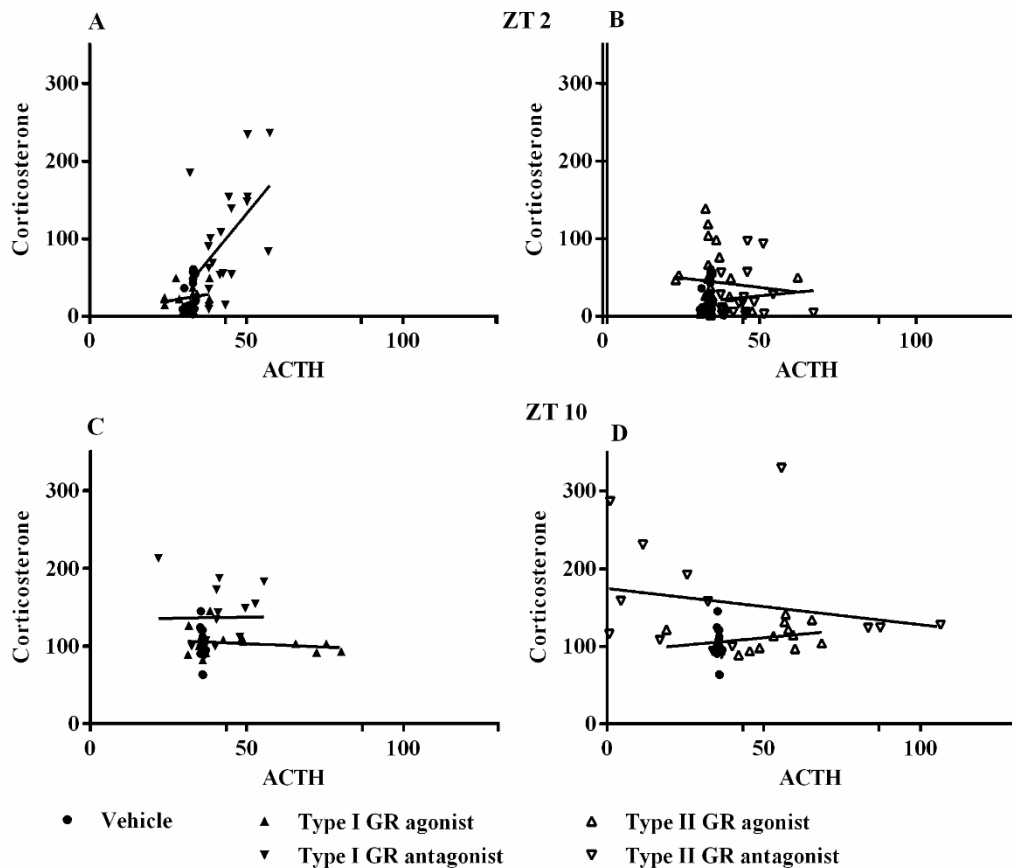 A ZT 2 B
300 300
200 200
Corticosterone Corticosterone
100 100
0 0
0 50 100 0 50 100
ACTH ACTH
C ZT 10 D
300 300
200 200
Corticosterone Corticosterone
100 100
0 0
0 50 100 0 50 100
ACTH ACTH
Vehicle Type I GR agonist Type II GR agonist
Type I GR antagonist Type II GR antagonist